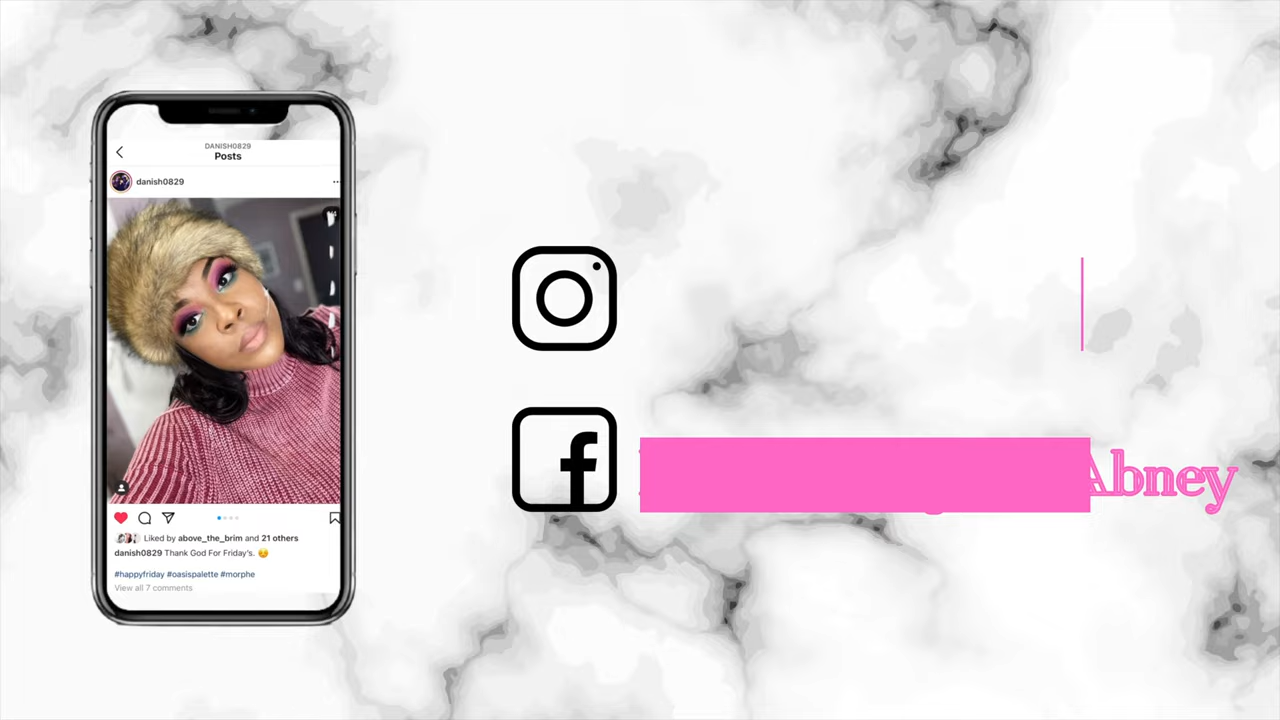 DANISH0829
Posts
danish0829
Liked by above_the_brim and 21 others
danish0829 Thank God For Friday's. 😏
#happyfriday #oasispalette #morphe
View all 7 comments
Abney